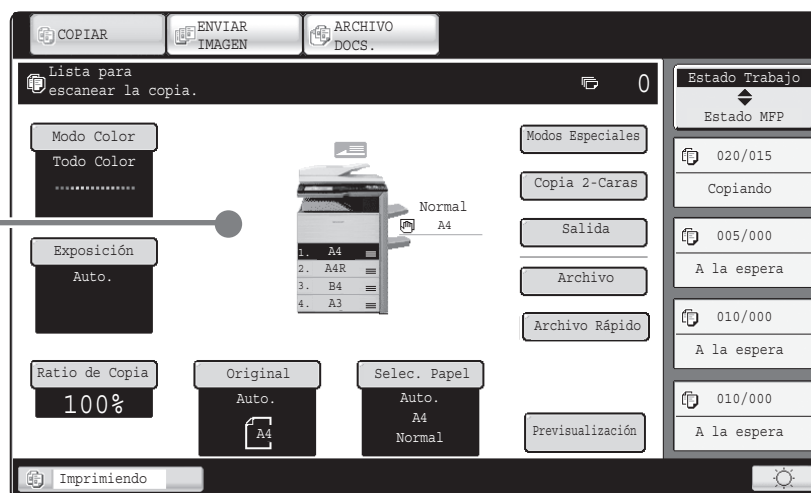 COPIAR
ENVIAR
IMAGEN
ARCHIVO
DOCS.
Lista para
escanear la copia.
0
Estado Trabajo
Estado MFP
Modo Color
Todo Color
Exposición
Auto.
Ratio de Copia
100%
Original
Auto.
A4
Selec. Papel
Auto.
A4
Normal
Normal
A4
1. A4
2. A4R
3. B4
4. A3
Modos Especiales
Copia 2-Caras
Salida
Archivo
Archivo Rápido
Previsualización
020/015
Copiando
005/000
A la espera
010/000
A la espera
010/000
A la espera
Imprimiendo